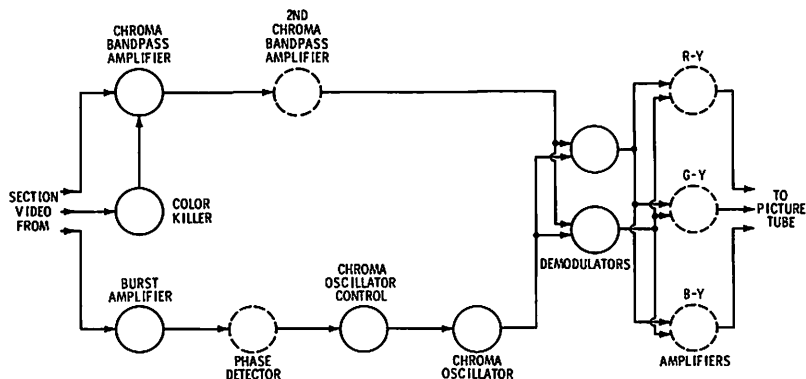 CHROMA
BANDPASS
AMPLIFIER
2ND
CHROMA
BANDPASS
AMPLIFIER
R-Y
SECTION
VIDEO
FROM
COLOR
KILLER
G-Y
TO
PICTURE
TUBE
DEMODULATORS
BURST
AMPLIFIER
CHROMA
OSCILLATOR
CONTROL
B-Y
PHASE
DETECTOR
CHROMA
OSCILLATOR
AMPLIFIERS